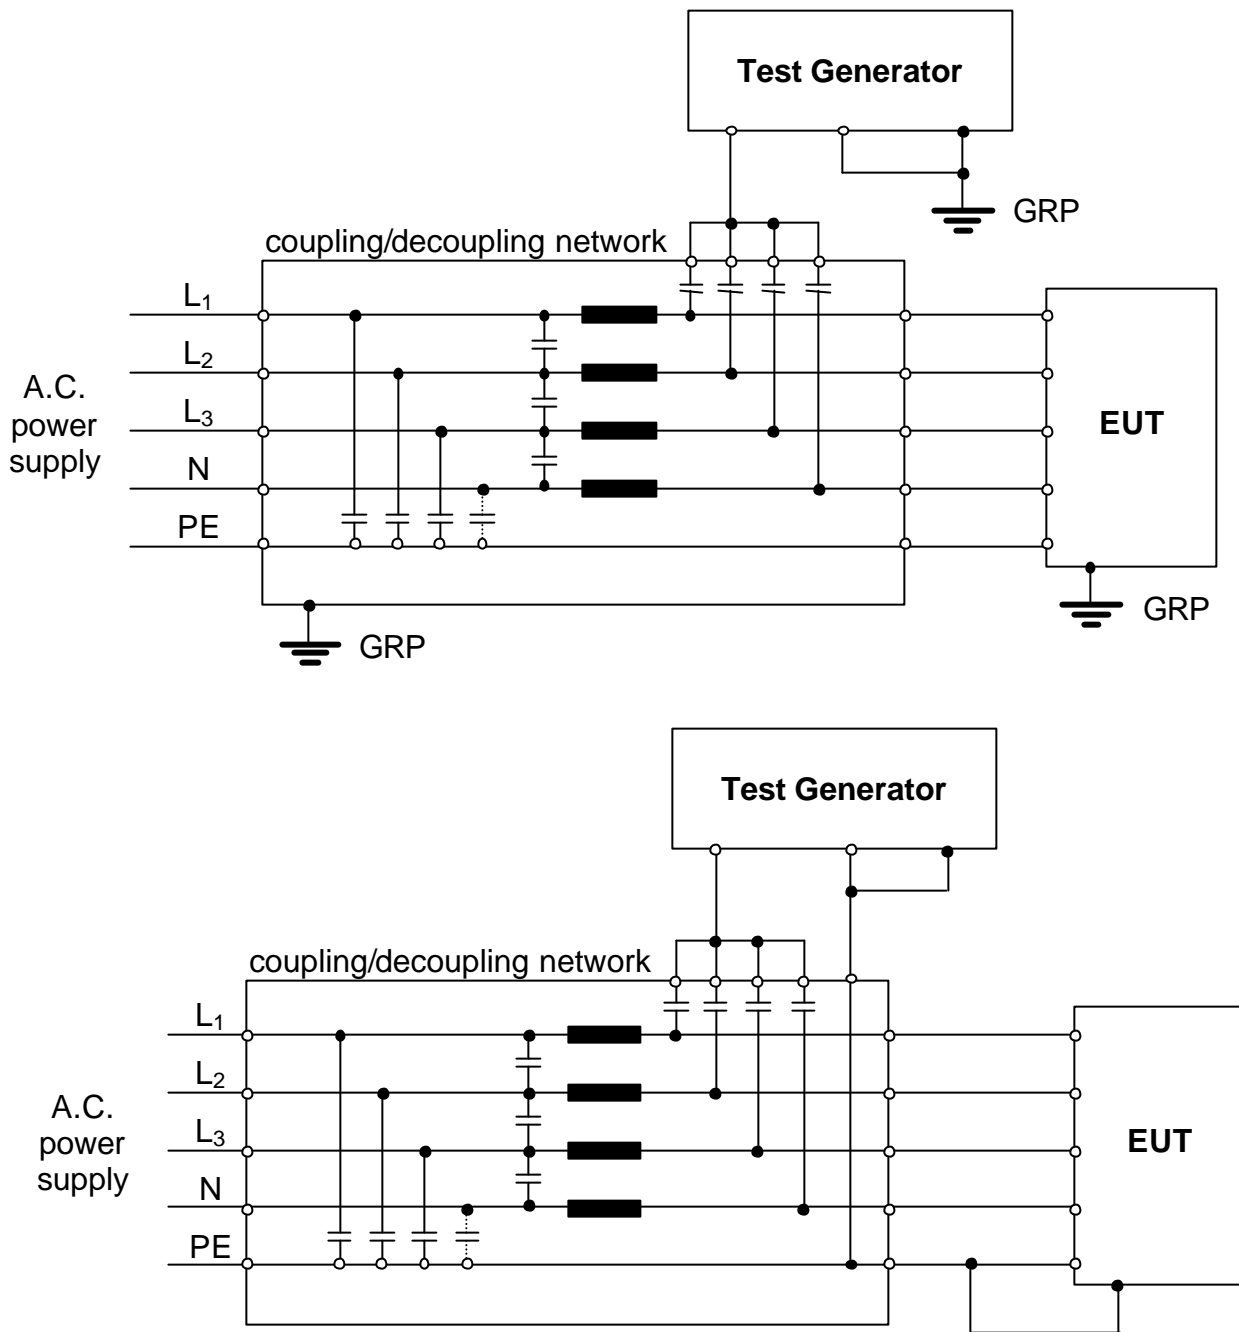 Test Generator
GRP
coupling/decoupling network
L₁
L₂
A.C.
power
supply
L₃
N
PE
EUT
GRP
GRP
Test Generator
coupling/decoupling network
L₁
L₂
A.C.
power
supply
L₃
N
PE
EUT